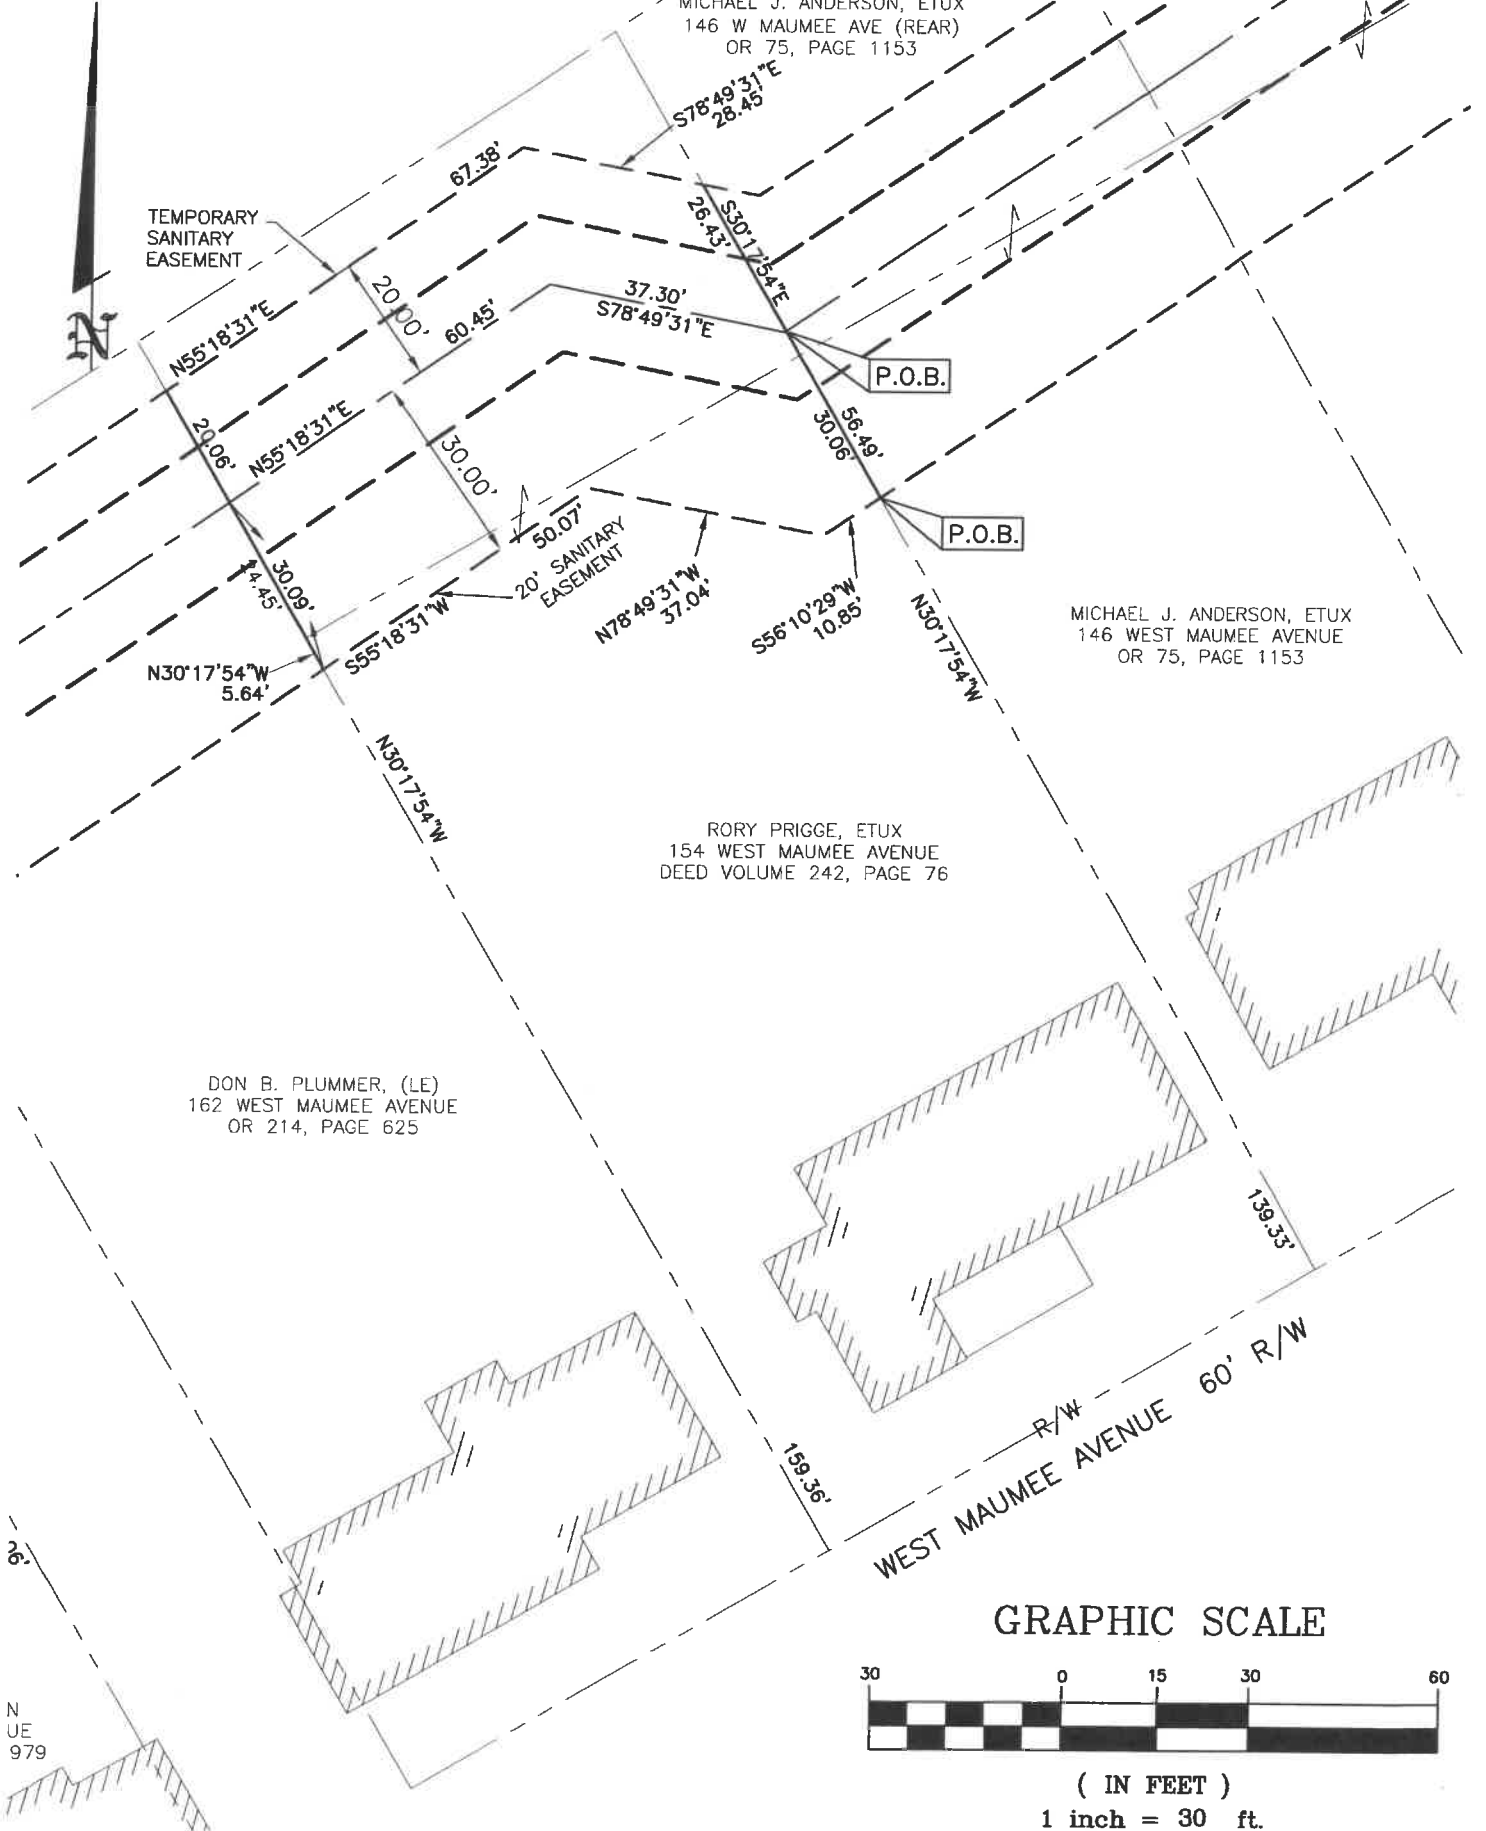 MICHAEL J. ANDERSON, ETUX
146 W MAUMEE AVE (REAR)
OR 75, PAGE 1153
S78°49'31"E
28.45'
67.38'
TEMPORARY
SANITARY
EASEMENT
S30°17'54"E
26.43'
20.00'
37.30'
S78°49'31"E
60.45'
N
N55°18'31"E
P.O.B.
N55°18'31"E
20.06'
56.49'
30.06'
30.00'
50.07'
20' SANITARY
EASEMENT
P.O.B.
30.09'
N78°49'31"W
37.04'
S56°10'29"W
10.85'
N30°17'54"W
MICHAEL J. ANDERSON, ETUX
146 WEST MAUMEE AVENUE
OR 75, PAGE 1153
S55°18'31"W
N30°17'54"W
5.64'
N30°17'54"W
RORY PRIGGE, ETUX
154 WEST MAUMEE AVENUE
DEED VOLUME 242, PAGE 76
DON B. PLUMMER, (LE)
162 WEST MAUMEE AVENUE
OR 214, PAGE 625
139.33'
159.36'
R/W
WEST MAUMEE AVENUE 60' R/W
GRAPHIC SCALE
30 0 15 30 60
( IN FEET )
1 inch = 30 ft.
N
UE
979